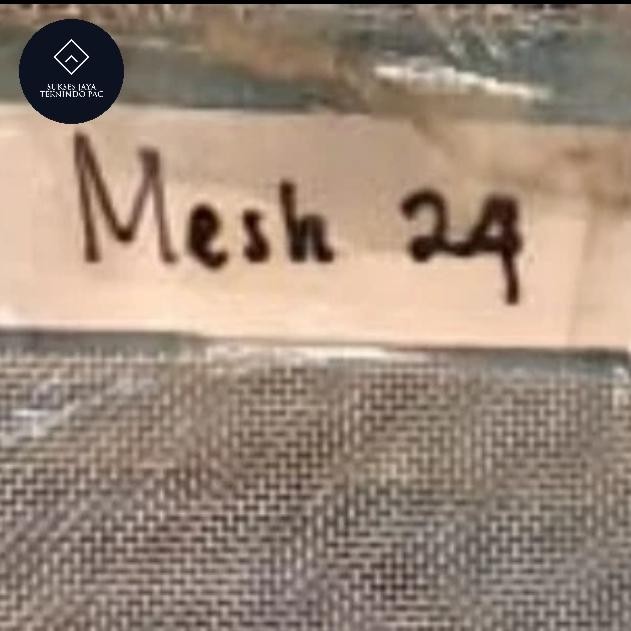 SUKSES JAYA
TEKNINDO PAC
Mesh 24